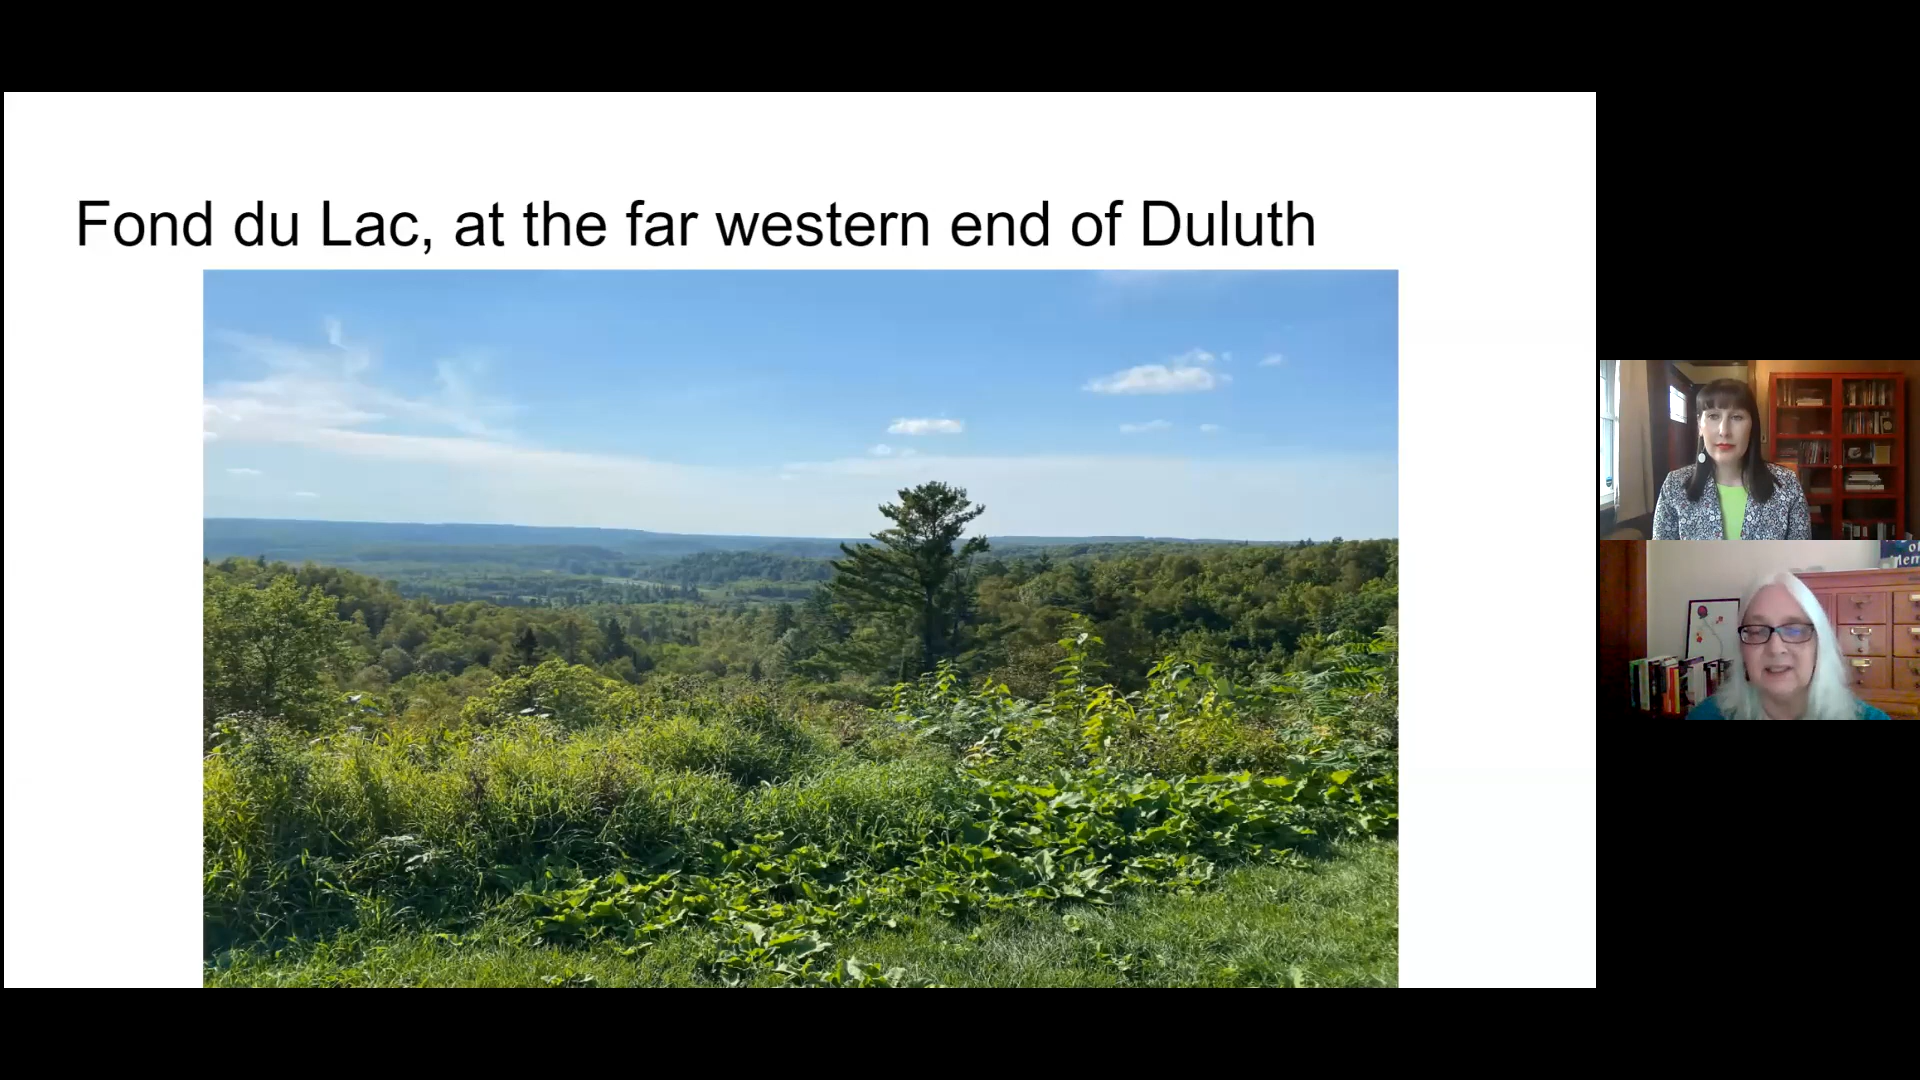 Fond du Lac, at the far western end of Duluth